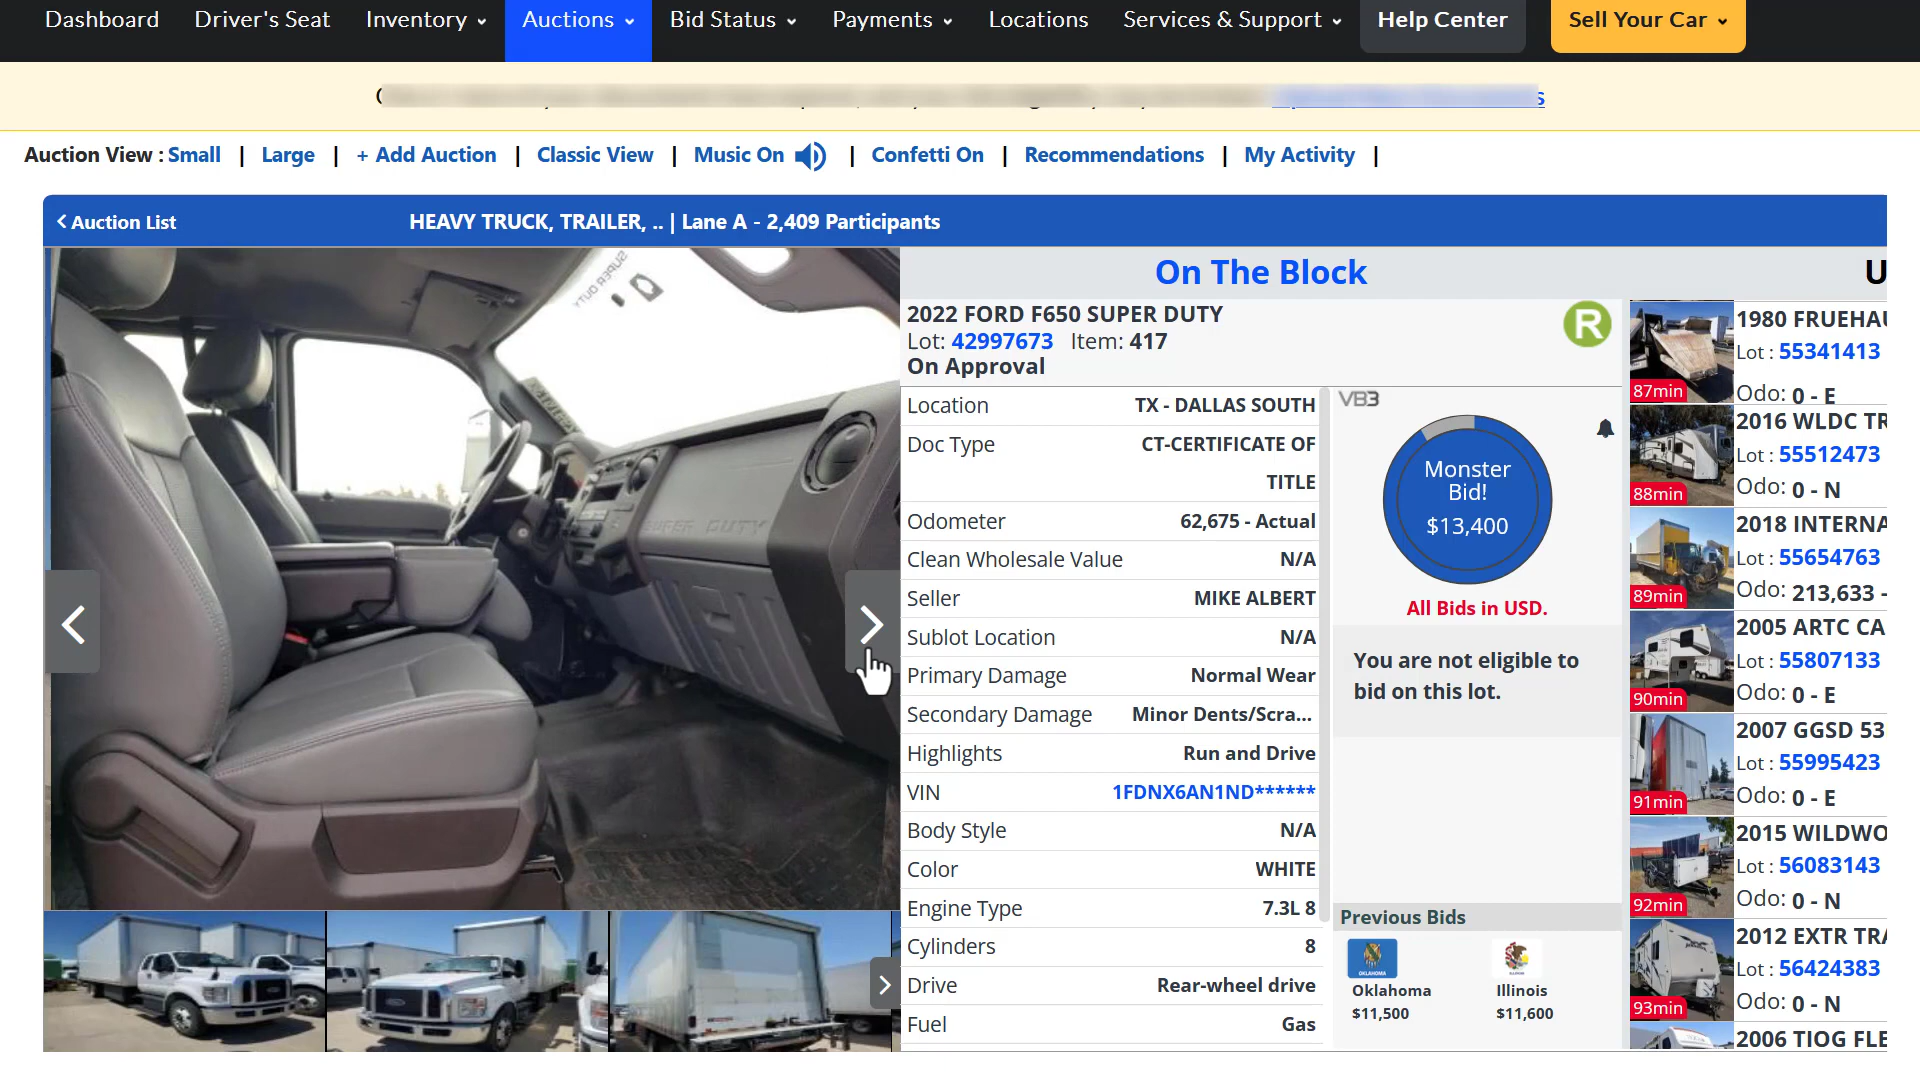 Dashboard Driver's Seat Inventory Auctions Bid Status Payments Locations Services & Support Help Center Sell Your Car
Auction View : Small | Large | + Add Auction | Classic View | Music On | Confetti On | Recommendations | My Activity |
Auction List
HEAVY TRUCK, TRAILER, .. | Lane A - 2,409 Participants
SUPER DUTY
SUPER DUTY
On The Block
U
2022 FORD F650 SUPER DUTY
Lot: 42997673 Item: 417
On Approval
R
Location TX - DALLAS SOUTH
Doc Type CT-CERTIFICATE OF
TITLE
Odometer 62,675 - Actual
Clean Wholesale Value N/A
Seller MIKE ALBERT
Sublot Location N/A
Primary Damage Normal Wear
Secondary Damage Minor Dents/Scra...
Highlights Run and Drive
VIN 1FDNX6AN1ND******
Body Style N/A
Color WHITE
Engine Type 7.3L 8
Cylinders 8
Drive Rear-wheel drive
Fuel Gas
VB3
Monster
Bid!
$13,400
All Bids in USD.
You are not eligible to
bid on this lot.
Previous Bids
OKLAHOMA
ILLINOIS
Oklahoma
$11,500
Illinois
$11,600
1980 FRUEHAU
Lot : 55341413
Odo: 0 - E
87min
2016 WLDC TR
Lot : 55512473
Odo: 0 - N
88min
2018 INTERNA
Lot : 55654763
Odo: 213,633 -
89min
2005 ARTC CA
Lot : 55807133
Odo: 0 - E
90min
2007 GGSD 53
Lot : 55995423
Odo: 0 - E
91min
2015 WILDWO
Lot : 56083143
Odo: 0 - N
92min
2012 EXTR TRA
Lot : 56424383
Odo: 0 - N
93min
2006 TIOG FLE